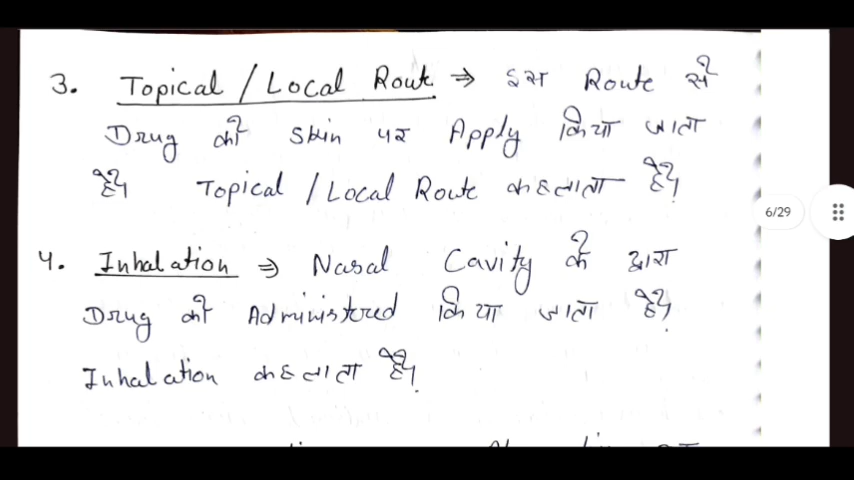 3. Topical / Local Route ⇒ इस Route से
Drug को skin पर Apply किया जाता
है Topical / Local Route कहलाता है,
6/29
4. Inhalation ⇒ Nasal Cavity के द्वारा
Drug को Administered किया जाता है,
Inhalation कहलाता है,